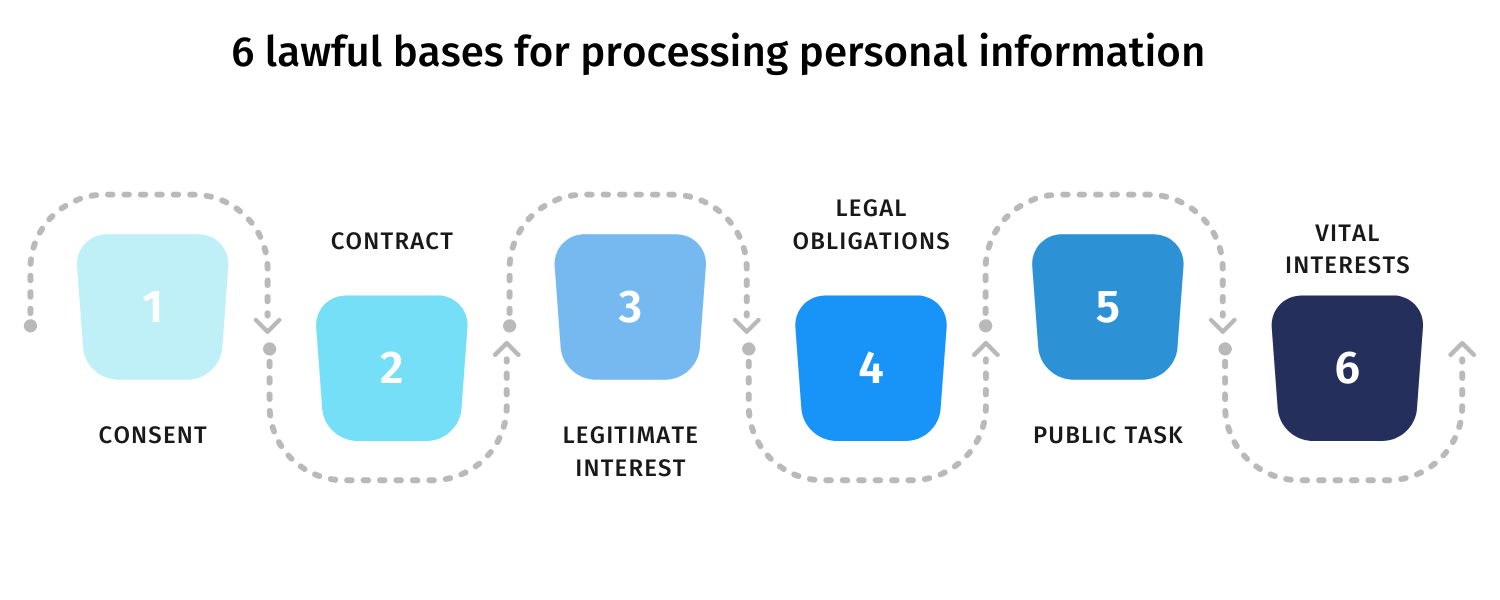 6 lawful bases for processing personal information
1
CONSENT
CONTRACT
2
3
LEGITIMATE
INTEREST
LEGAL
OBLIGATIONS
4
5
PUBLIC TASK
VITAL
INTERESTS
6